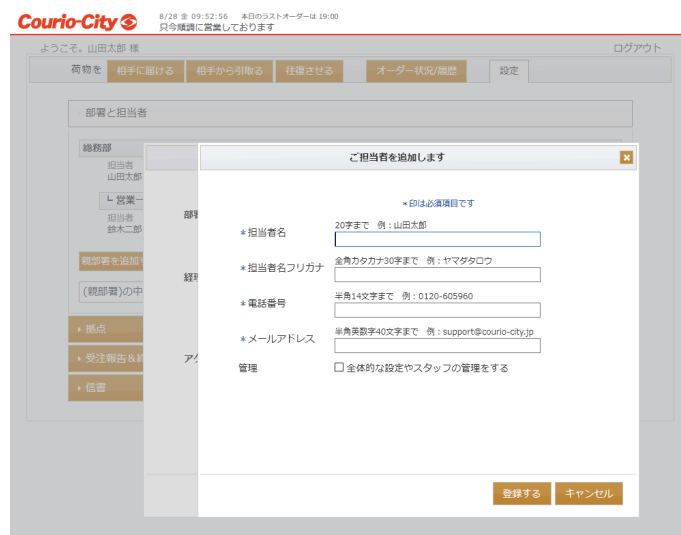 Courio-City
8/28 金 09:52:56 本日のラストオーダーは 19:00
只今順調に営業しております
ようこそ。山田太郎 様
ログアウト
荷物を 相手に届ける 相手から引取る 往復させる オーダー状況/履歴 設定
部署と担当者
総務部
担当者
山田太郎
└ 営業一
担当者
鈴木二郎
親部署を追加
(親部署)の中
拠点
受注報告&
信書
部署
経理
アク
ご担当者を追加します
*印は必須項目です
*担当者名
20字まで 例:山田太郎
*担当者名フリガナ
全角カタカナ30字まで 例:ヤマダタロウ
*電話番号
半角14文字まで 例:0120-605960
*メールアドレス
半角英数字40文字まで 例:support@courio-city.jp
管理
全体的な設定やスタッフの管理をする
登録する キャンセル